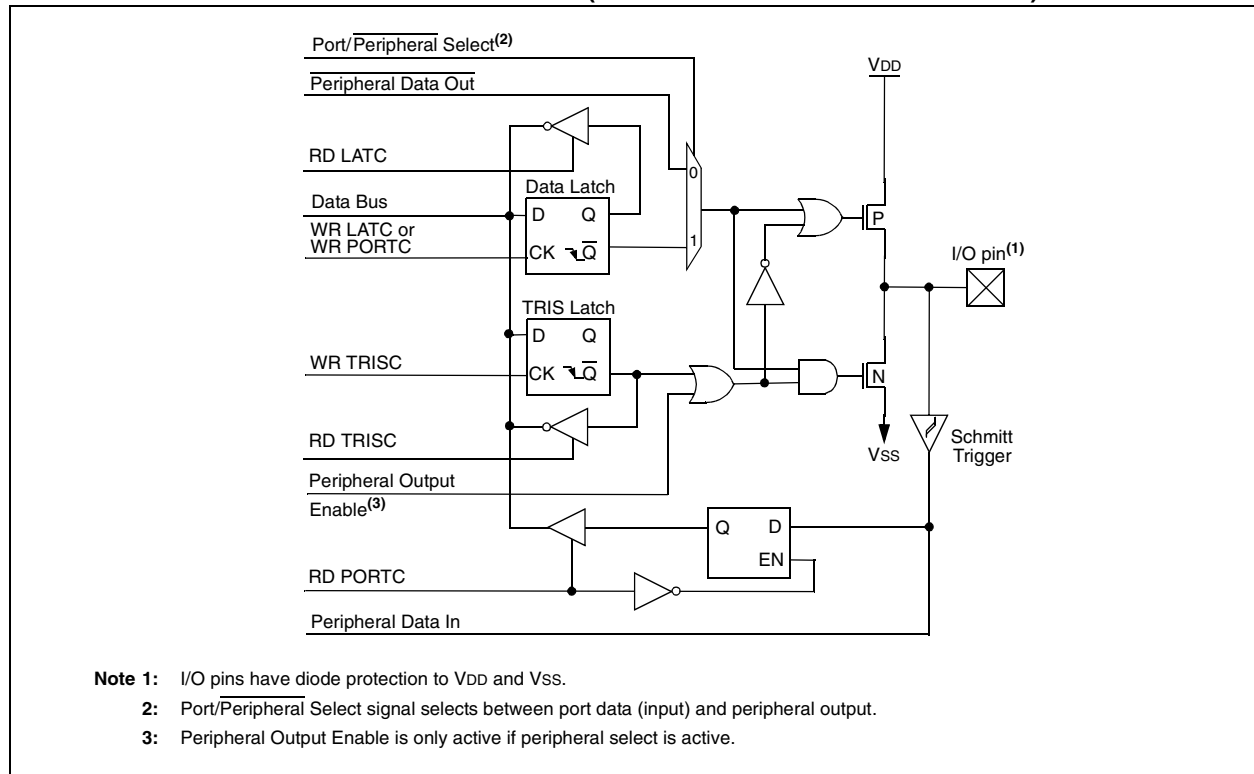 Port/Peripheral Select(2)
Peripheral Data Out
VDD
RD LATC
0
Data Latch
Data Bus
D Q
P
WR LATC or
WR PORTC
1
CK Q
I/O pin(1)
TRIS Latch
D Q
WR TRISC
CK Q
N
RD TRISC
VSS
Schmitt
Trigger
Peripheral Output
Enable(3)
Q D
EN
RD PORTC
Peripheral Data In
Note 1: I/O pins have diode protection to VDD and VSS.
2: Port/Peripheral Select signal selects between port data (input) and peripheral output.
3: Peripheral Output Enable is only active if peripheral select is active.